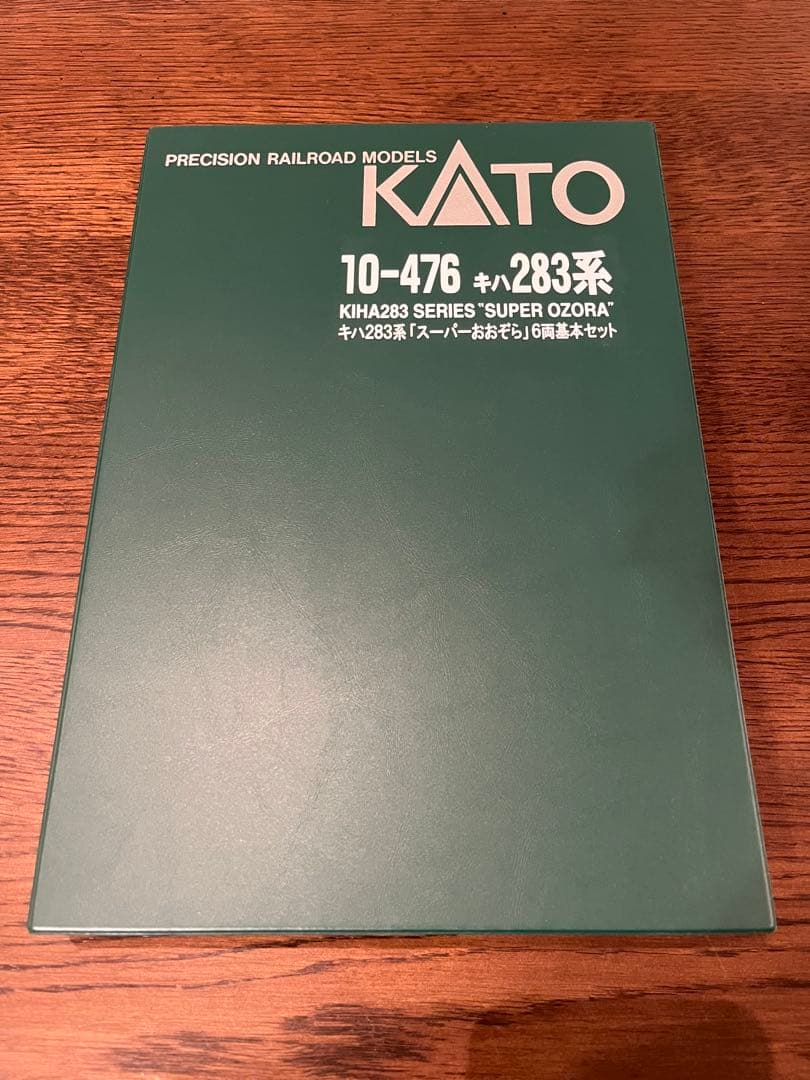 PRECISION RAILROAD MODELS
KATO
10-476 キハ283系
KIHA283 SERIES "SUPER OZORA"
キハ283系「スーパーおおぞら」6両基本セット